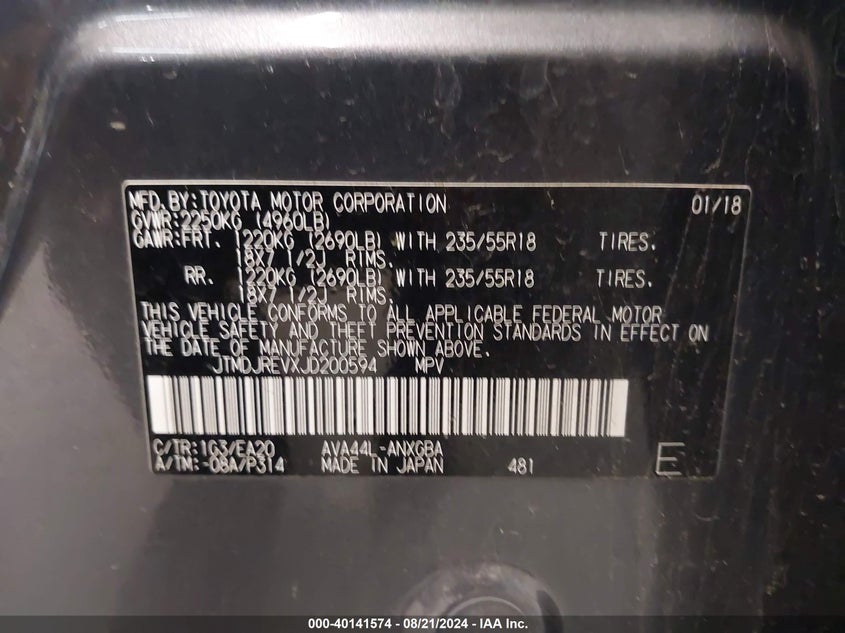 MFD.BY:TOYOTA MOTOR CORPORATION 01/18
GVWR:2250KG (4960LB)
GAWR:FRT. 1220KG (2690LB) WITH 235/55R18 TIRES.
18X7 1/2J RIMS.
RR. 1220KG (2690LB) WITH 235/55R18 TIRES.
18X7 1/2J RIMS.
THIS VEHICLE CONFORMS TO ALL APPLICABLE FEDERAL MOTOR
VEHICLE SAFETY AND THEFT PREVENTION STANDARDS IN EFFECT ON
THE DATE OF MANUFACTURE SHOWN ABOVE.
JTMDJREVXJD200594 MPV
C/TR:1G3/EA20 AVA44L-ANXGBA
A/TM:-08A/P314 MADE IN JAPAN 481 E
000-40141574 - 08/21/2024 - IAA Inc.